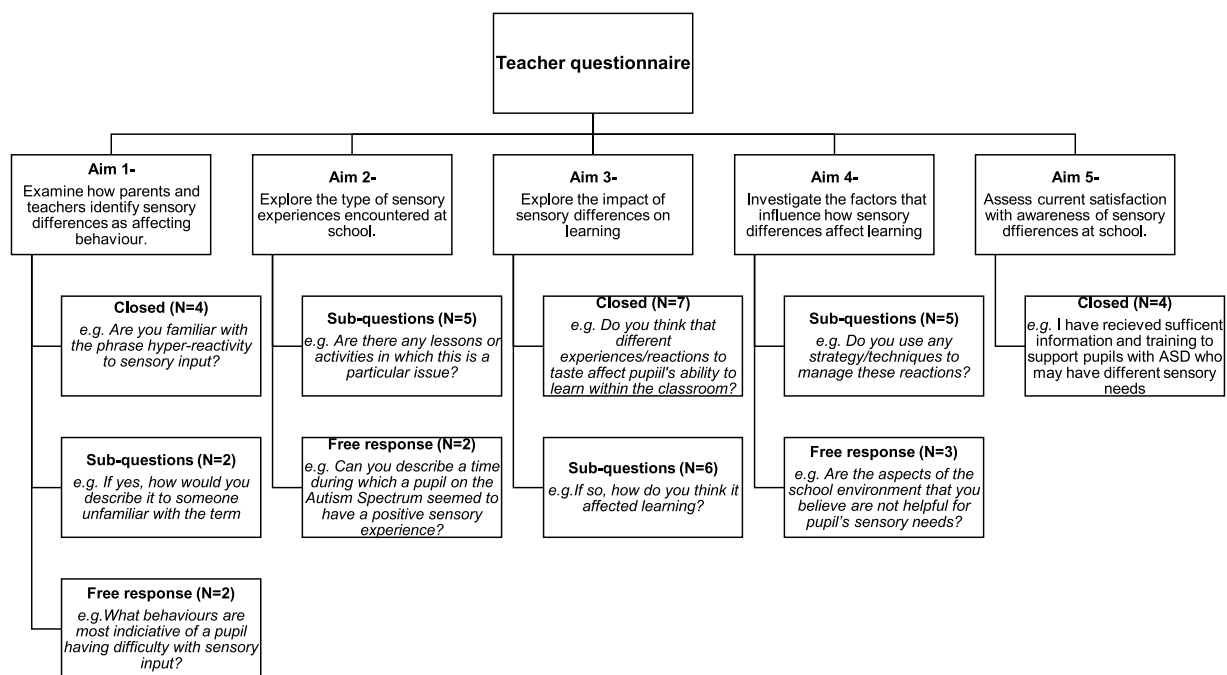 Teacher questionnaire
Aim 1-
Examine how parents and
teachers identify sensory
differences as affecting
behaviour.
Closed (N=4)
e.g. Are you familiar with
the phrase hyper-reactivity
to sensory input?
Sub-questions (N=2)
e.g. If yes, how would you
describe it to someone
unfamiliar with the term
Free response (N=2)
e.g.What behaviours are
most indiciative of a pupil
having difficulty with sensory
input?
Aim 2-
Explore the type of sensory
experiences encountered at
school.
Sub-questions (N=5)
e.g. Are there any lessons or
activities in which this is a
particular issue?
Free response (N=2)
e.g. Can you describe a time
during which a pupil on the
Autism Spectrum seemed to
have a positive sensory
experience?
Aim 3-
Explore the impact of
sensory differences on
learning
Closed (N=7)
e.g. Do you think that
different
experiences/reactions to
taste affect pupil's ability to
learn within the classroom?
Sub-questions (N=6)
e.g.If so, how do you think it
affected learning?
Aim 4-
Investigate the factors that
influence how sensory
differences affect learning
Sub-questions (N=5)
e.g. Do you use any
strategy/techniques to
manage these reactions?
Free response (N=3)
e.g. Are the aspects of the
school environment that you
believe are not helpful for
pupil's sensory needs?
Aim 5-
Assess current satisfaction
with awareness of sensory
dfferences at school.
Closed (N=4)
e.g. I have recieved sufficent
information and training to
support pupils with ASD who
may have different sensory
needs